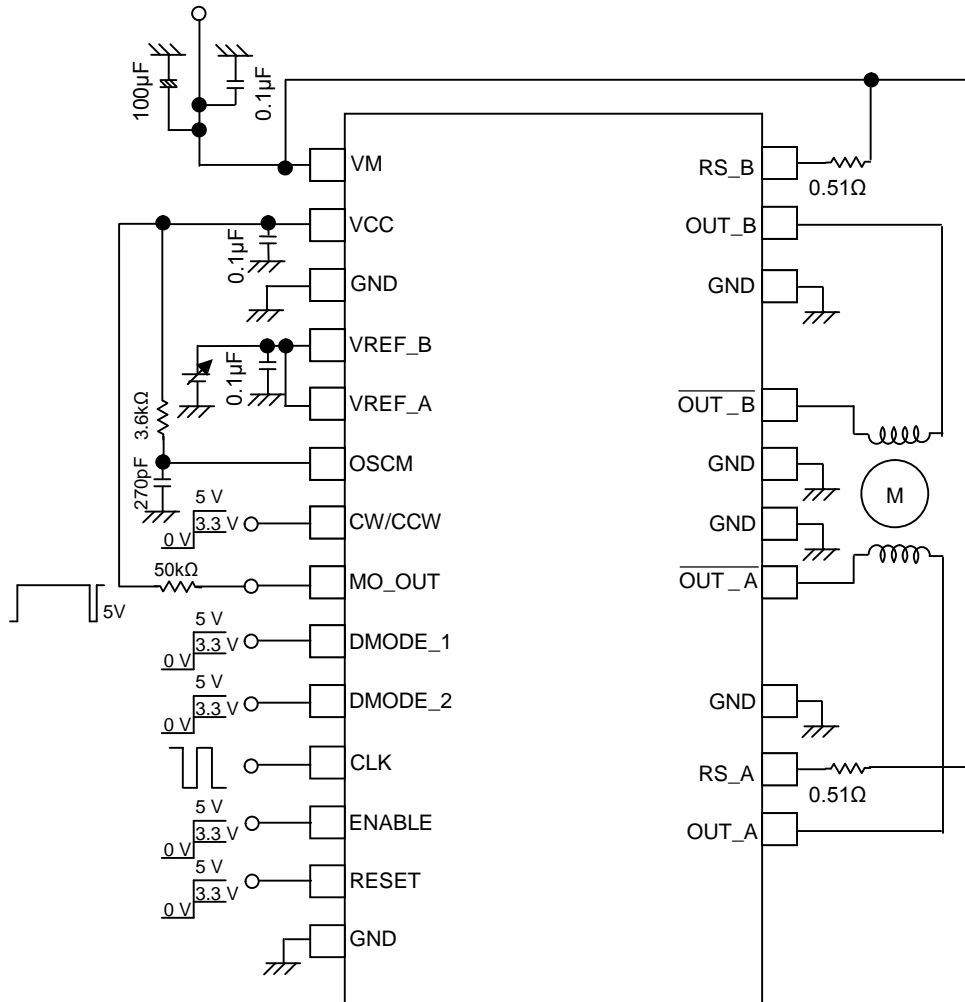 100µF
0.1µF
VM
VCC
0.1µF
GND
VREF_B
0.1µF
VREF_A
3.6kΩ
OSCM
270pF
5 V
3.3 V
0 V
CW/CCW
50kΩ
MO_OUT
5V
5 V
3.3 V
0 V
DMODE_1
5 V
3.3 V
0 V
DMODE_2
CLK
5 V
3.3 V
0 V
ENABLE
5 V
3.3 V
0 V
RESET
GND
RS_B
0.51Ω
OUT_B
GND
OUT_B
GND
M
GND
OUT_A
GND
RS_A
0.51Ω
OUT_A